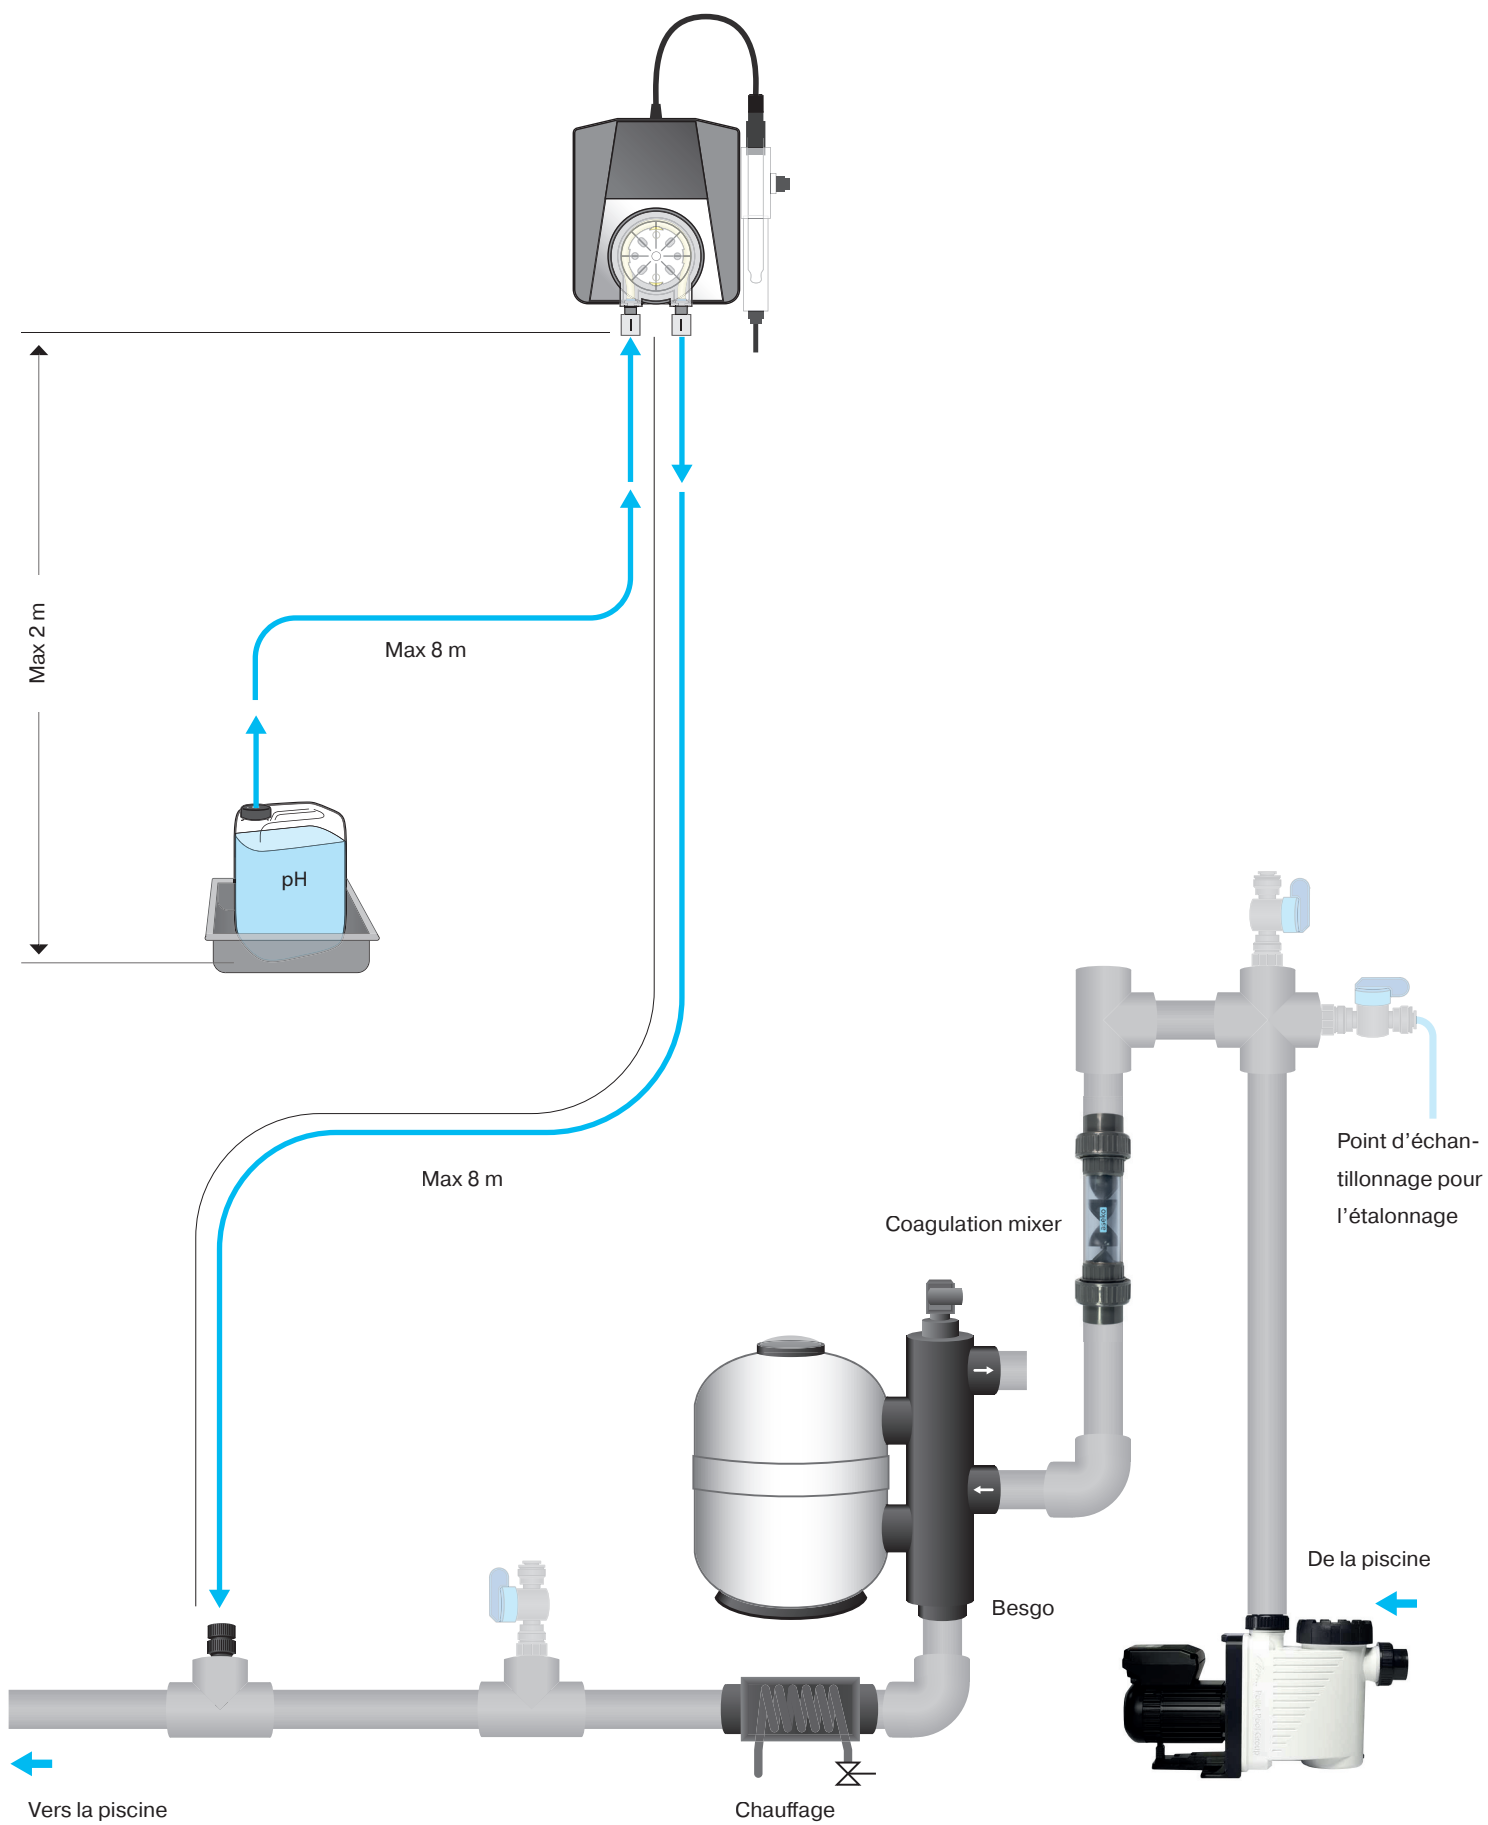 Max 2 m
Max 8 m
pH
Max 8 m
Point d’échan-
tillonnage pour
l’étalonnage
Coagulation mixer
De la piscine
Besgo
Vers la piscine
Chauffage